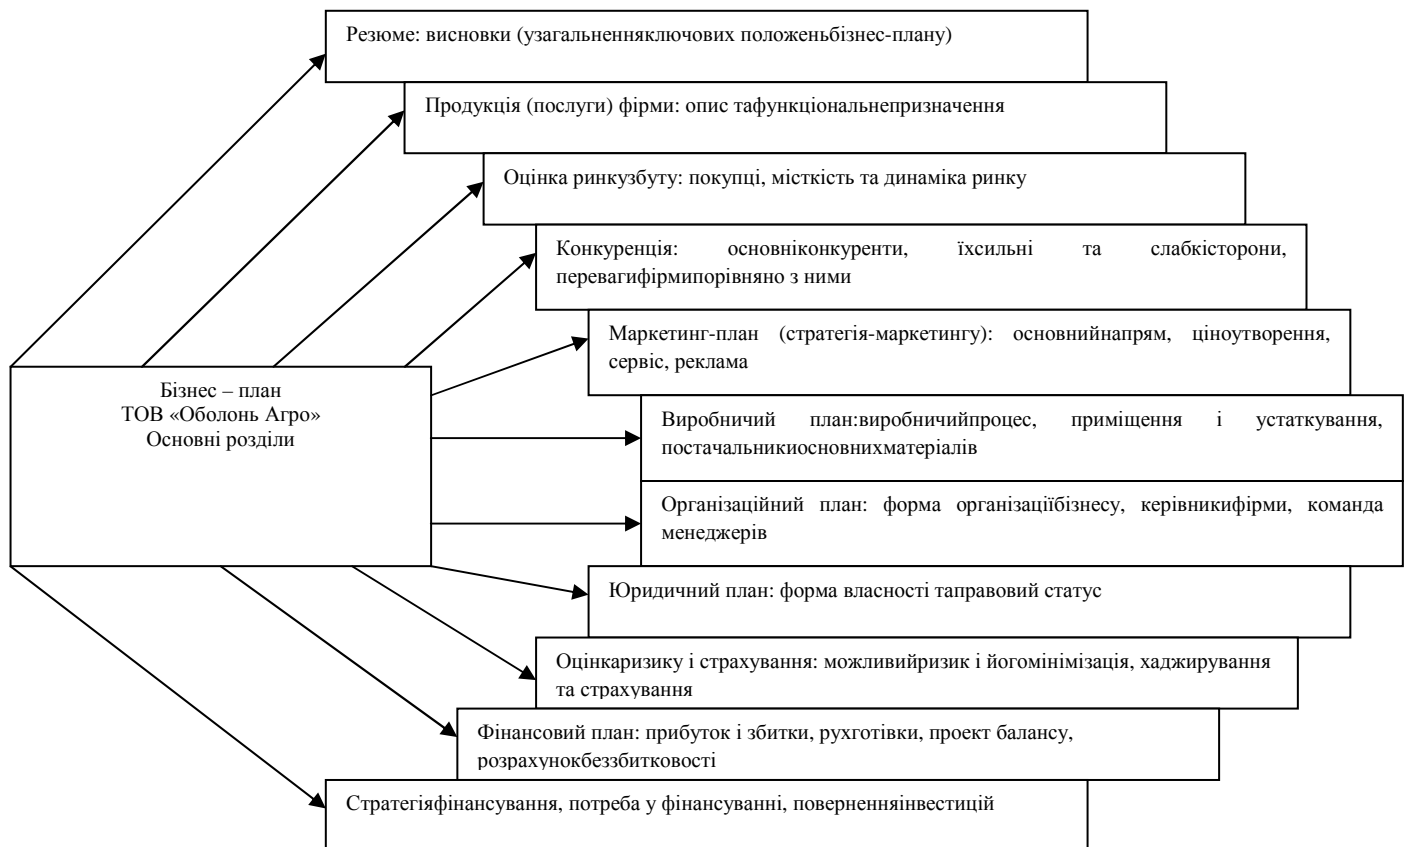 Резюме: висновки (узагальненняключових положеньбізнес-плану)
Продукція (послуги) фірми: опис тафункціональнепризначення
Оцінка ринкузбуту: покупці, місткість та динаміка ринку
Конкуренція: основніконкуренти, їхсильні та слабкісторони,
перевагифірмипорівняно з ними
Маркетинг-план (стратегія-маркетингу): основнийнапрям, ціноутворення,
сервіс, реклама
Бізнес – план
ТОВ «Оболонь Агро»
Основні розділи
Виробничий план:виробничийпроцес, приміщення і устаткування,
постачальникиосновнихматеріалів
Організаційний план: форма організаціїбізнесу, керівникифірми, команда
менеджерів
Юридичний план: форма власності таправовий статус
Оцінкаризику і страхування: можливийризик і йогомінімізація, хаджирування
та страхування
Фінансовий план: прибуток і збитки, рухготівки, проект балансу,
розрахунокбеззбитковості
Стратегіяфінансування, потреба у фінансуванні, поверненняінвестицій